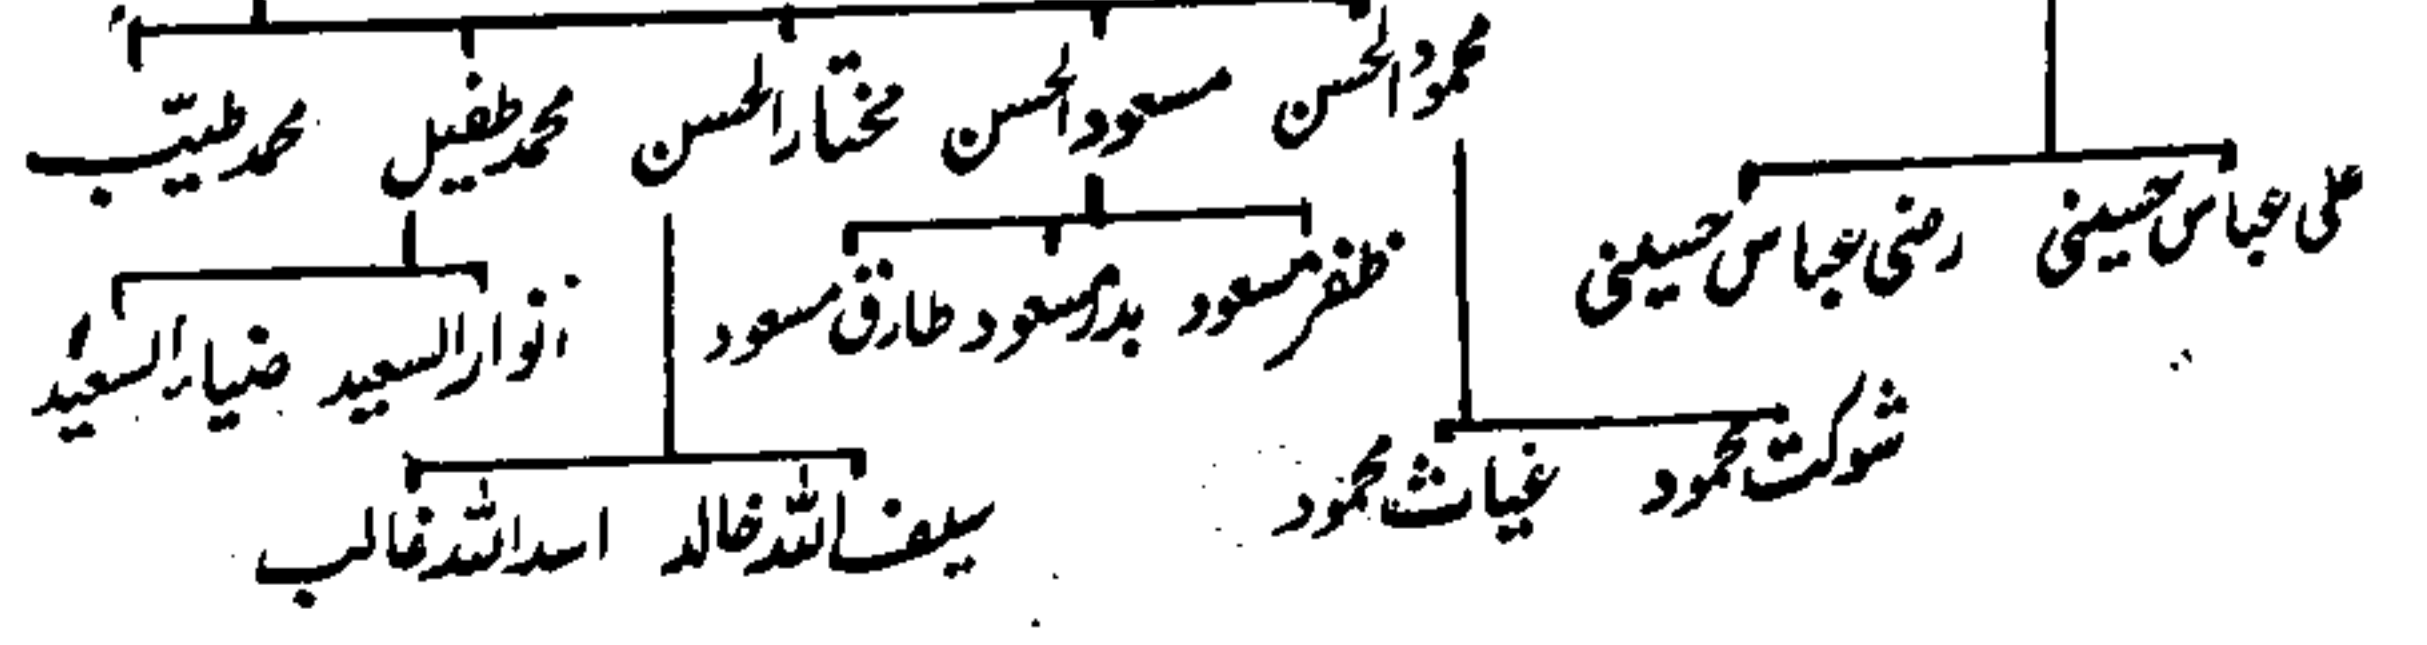 محمود الحسن مسعود الحسن مختار الحسن محمد طفیل محمد طیّب
علی عباس حسینی رضی عباس حسینی
ظفر مسعود بدر مسعود طارق مسعود
انوار السعید ضیاء السعید
شوکت محمود غیاث محمود
سیف اللہ خالد اسد اللہ غالب